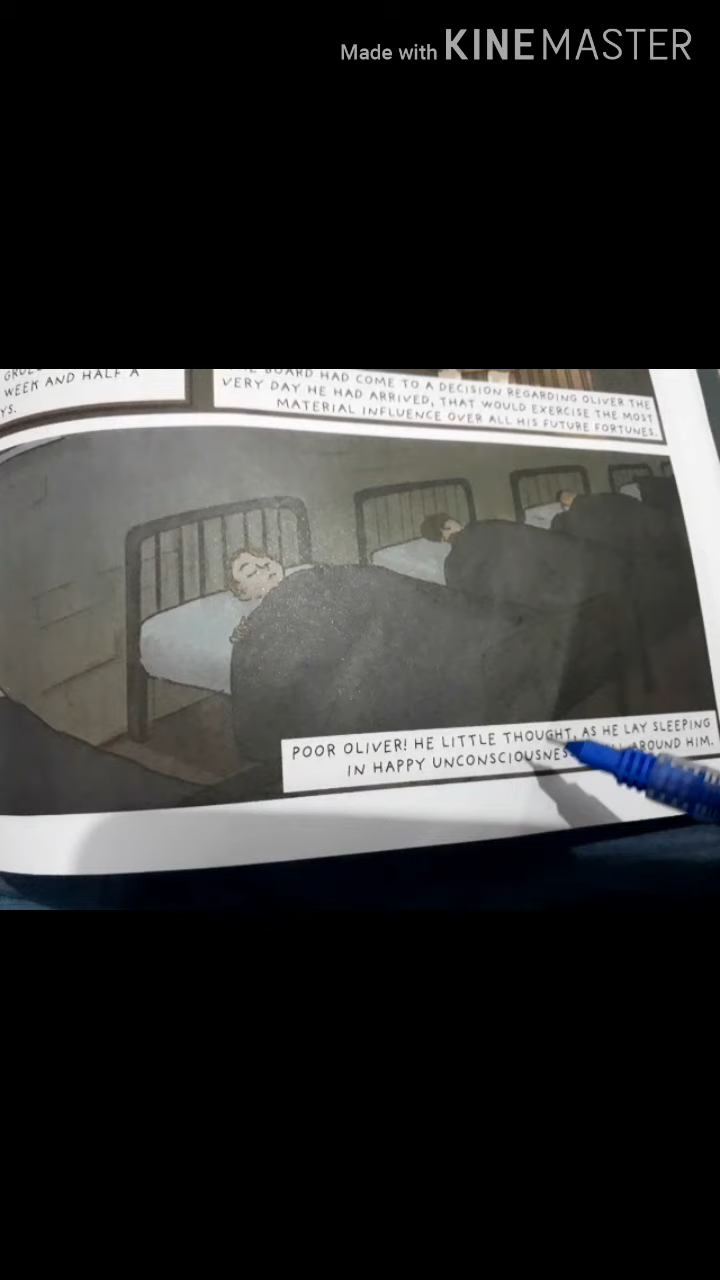 Made with KINEMASTER
WEEK AND HALF A
YS.
BOARD HAD COME TO A DECISION REGARDING OLIVER THE
VERY DAY HE HAD ARRIVED, THAT WOULD EXERCISE THE MOST
MATERIAL INFLUENCE OVER ALL HIS FUTURE FORTUNES.
POOR OLIVER! HE LITTLE THOUGHT, AS HE LAY SLEEPING
IN HAPPY UNCONSCIOUSNES AROUND HIM.